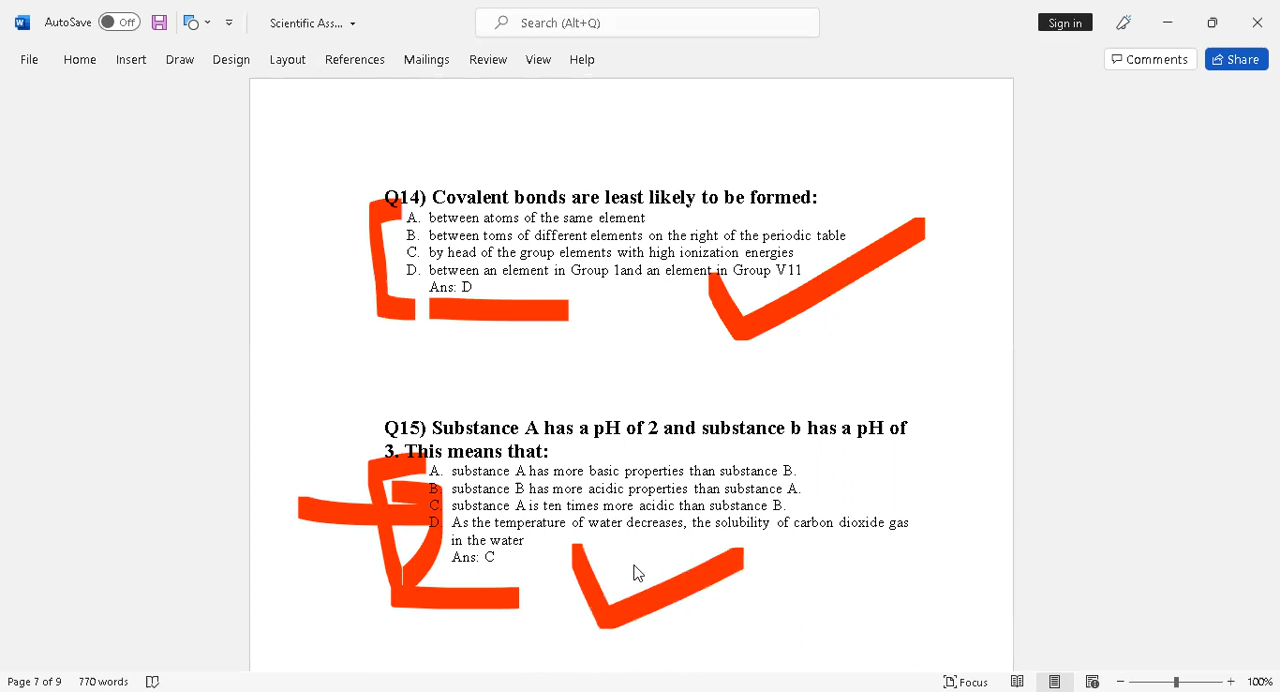 AutoSave Off Scientific Ass... Search (Alt+Q) Sign in
File Home Insert Draw Design Layout References Mailings Review View Help Comments Share
Q14) Covalent bonds are least likely to be formed:
A. between atoms of the same element
B. between toms of different elements on the right of the periodic table
C. by head of the group elements with high ionization energies
D. between an element in Group 1and an element in Group V11
Ans: D
Q15) Substance A has a pH of 2 and substance b has a pH of
3. This means that:
A. substance A has more basic properties than substance B.
B. substance B has more acidic properties than substance A.
C. substance A is ten times more acidic than substance B.
D. As the temperature of water decreases, the solubility of carbon dioxide gas
in the water
Ans: C
Page 7 of 9 770 words Focus 100%